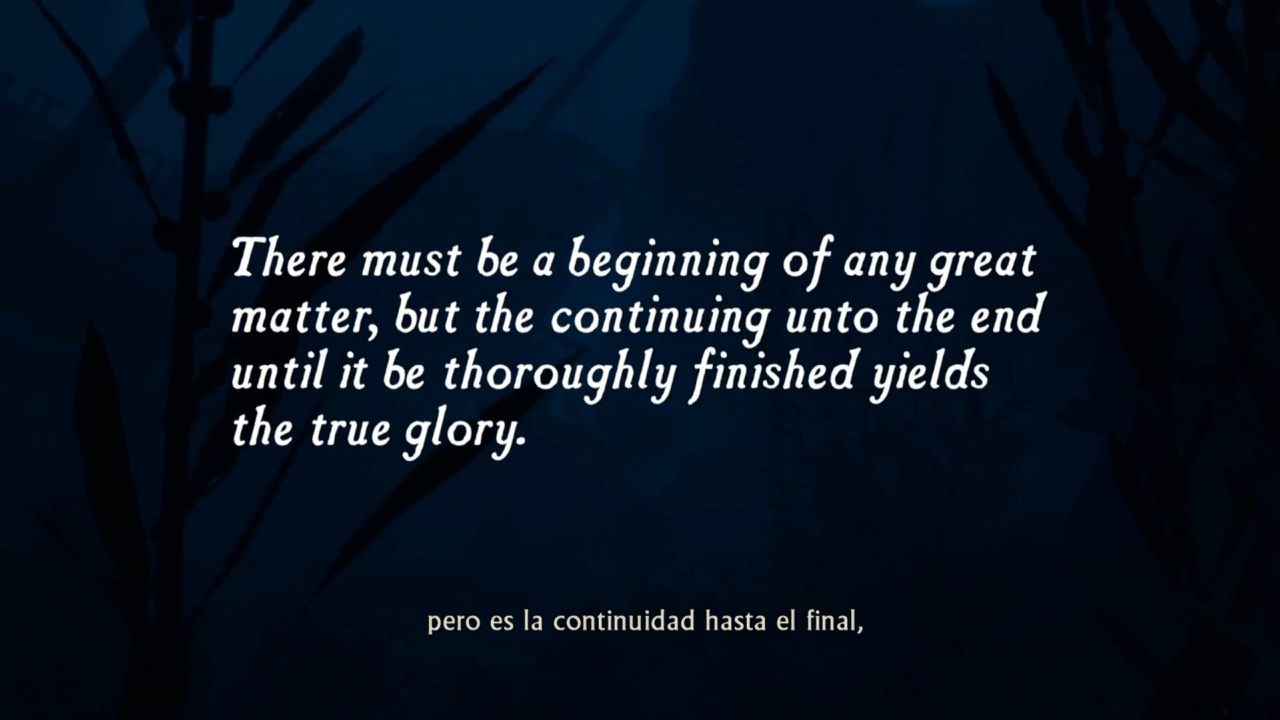 There must be a beginning of any great
matter, but the continuing unto the end
until it be thoroughly finished yields
the true glory.
pero es la continuidad hasta el final,